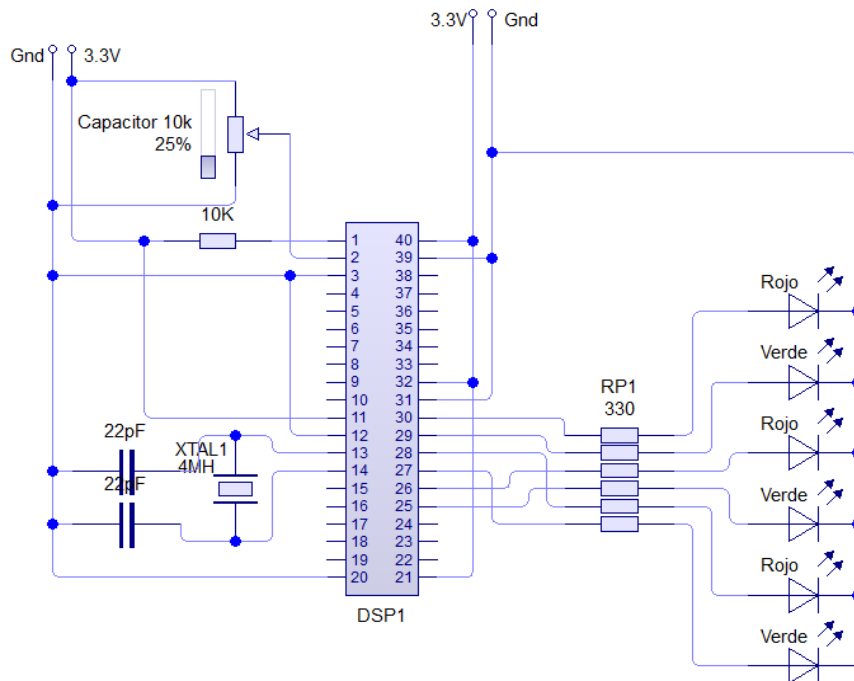 3.3V
Gnd
Gnd
3.3V
Capacitor 10k
25%
10K
1
40
2
39
3
38
4
37
5
36
6
35
7
34
8
33
9
32
10
31
11
30
12
29
13
28
14
27
15
26
16
25
17
24
18
23
19
22
20
21
DSP1
22pF
XTAL1
4MH
22pF
RP1
330
Rojo
Verde
Rojo
Verde
Rojo
Verde